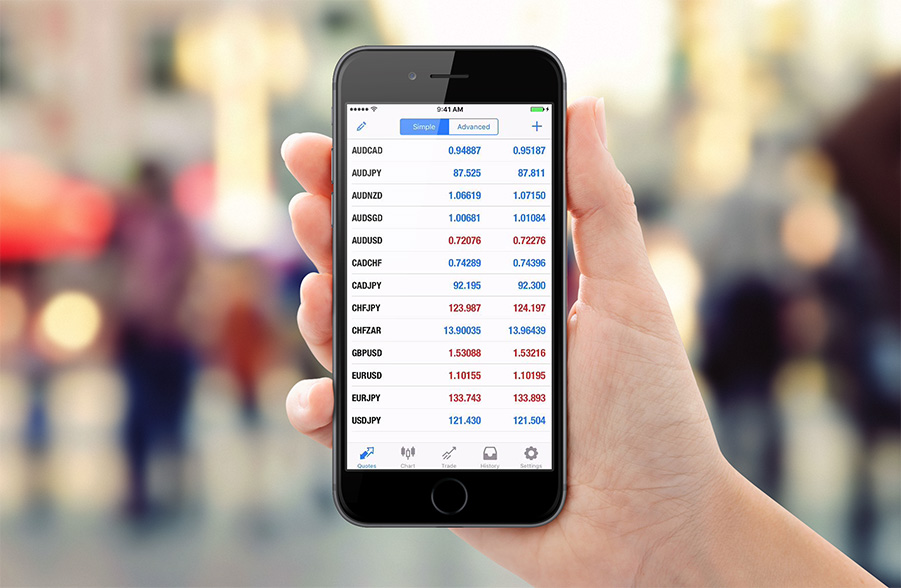 9:41 AM
Simple Advanced
AUDCAD 0.94887 0.95187
AUDJPY 87.525 87.811
AUDNZD 1.06619 1.07150
AUDSGD 1.00681 1.01084
AUDUSD 0.72076 0.72276
CADCHF 0.74289 0.74396
CADJPY 92.195 92.300
CHFJPY 123.987 124.197
CHFZAR 13.90035 13.96439
GBPUSD 1.53088 1.53216
EURUSD 1.10155 1.10195
EURJPY 133.743 133.893
USDJPY 121.430 121.504
Quotes Chart Trade History Settings